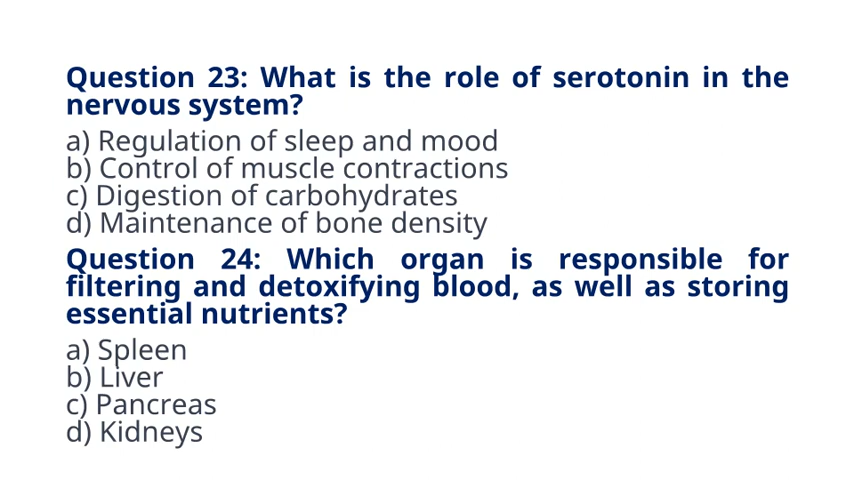 Question 23: What is the role of serotonin in the
nervous system?
a) Regulation of sleep and mood
b) Control of muscle contractions
c) Digestion of carbohydrates
d) Maintenance of bone density
Question 24: Which organ is responsible for
filtering and detoxifying blood, as well as storing
essential nutrients?
a) Spleen
b) Liver
c) Pancreas
d) Kidneys